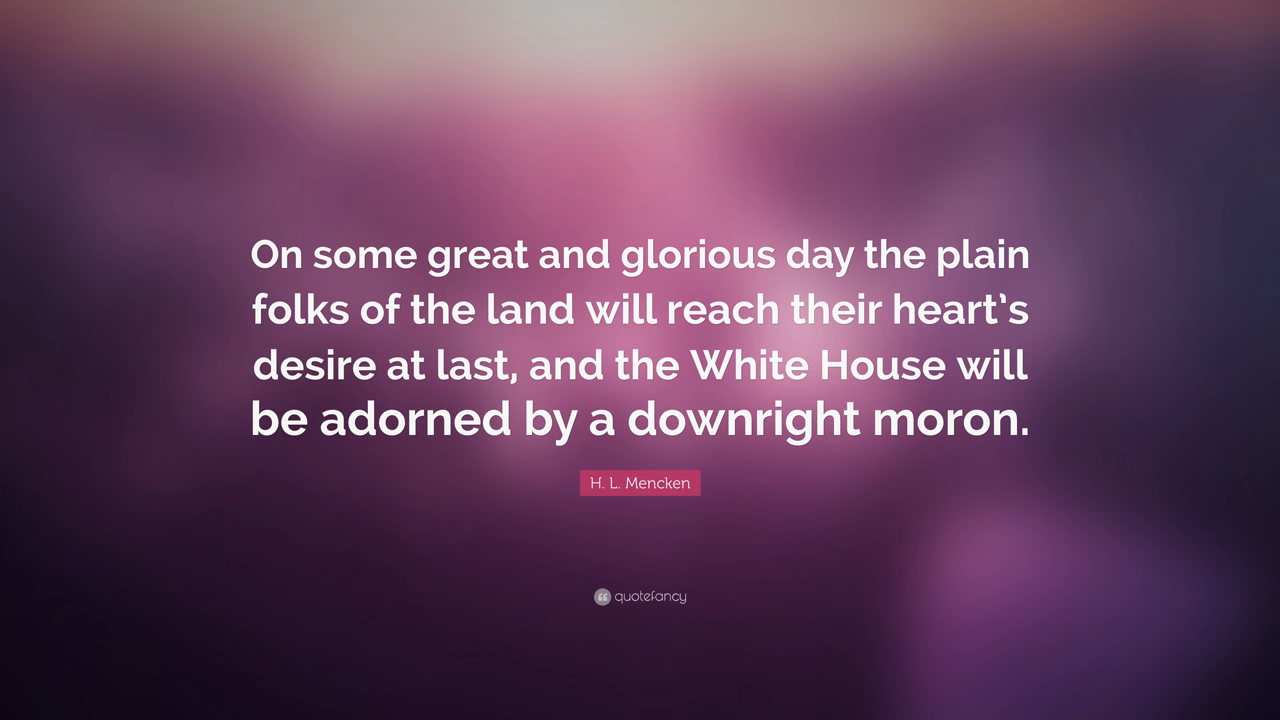 On some great and glorious day the plain
folks of the land will reach their heart’s
desire at last, and the White House will
be adorned by a downright moron.
H. L. Mencken
quotefancy